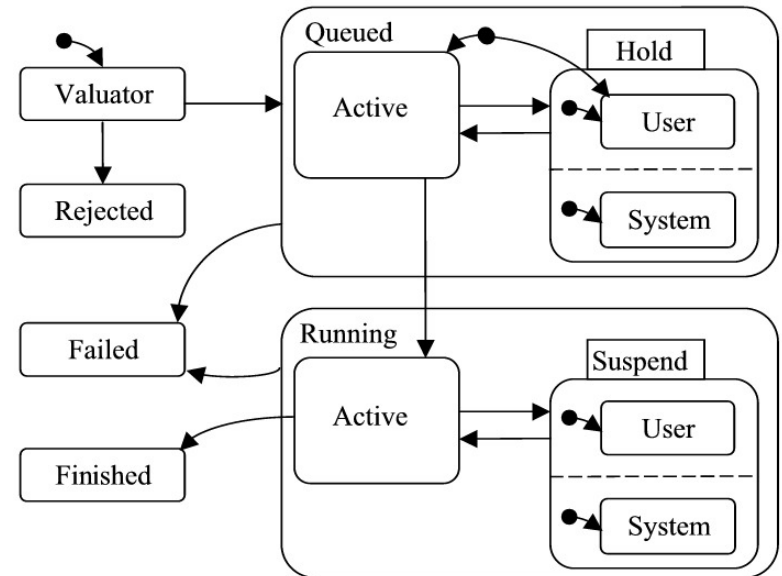 Queued
Hold
Valuator
Active
User
Rejected
System
Running
Failed
Suspend
Active
User
Finished
System